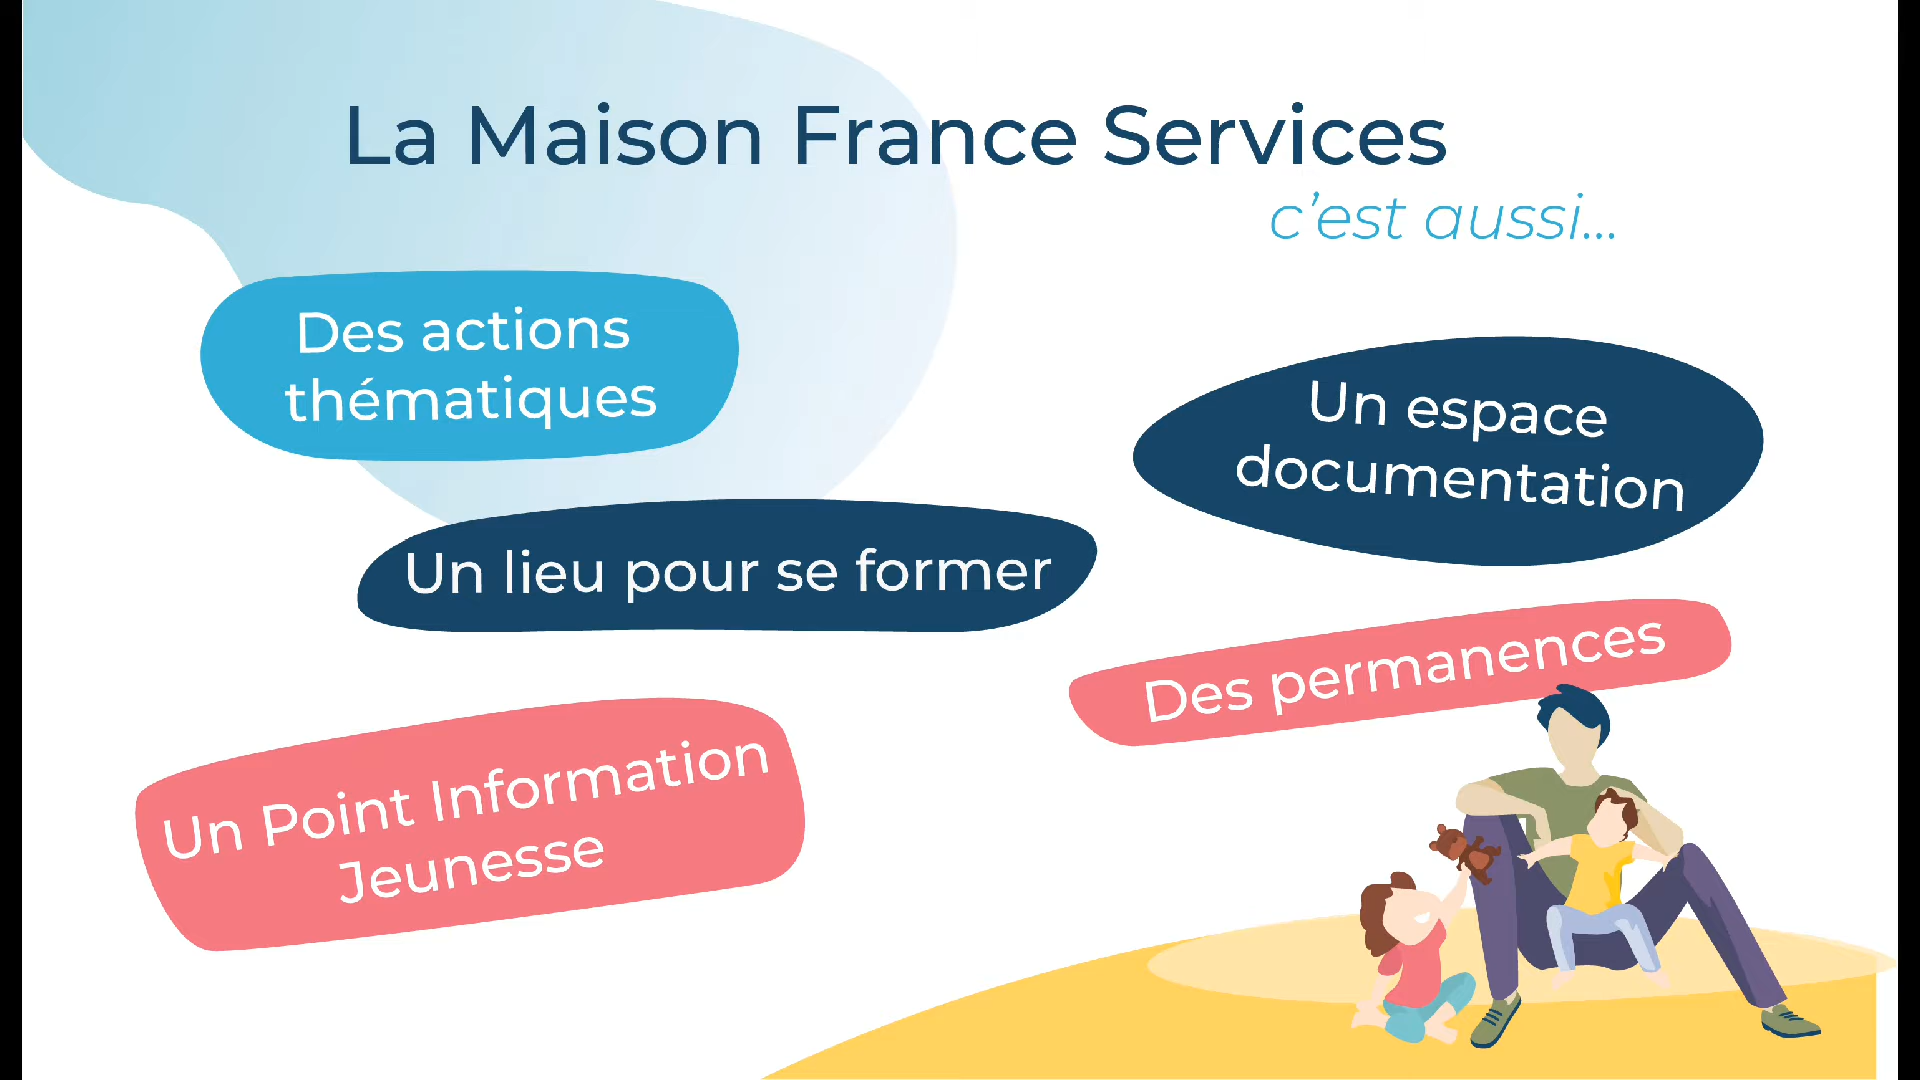 La Maison France Services
c'est aussi...
Des actions
thématiques
Un espace
documentation
Un lieu pour se former
Des permanences
Un Point Information
Jeunesse